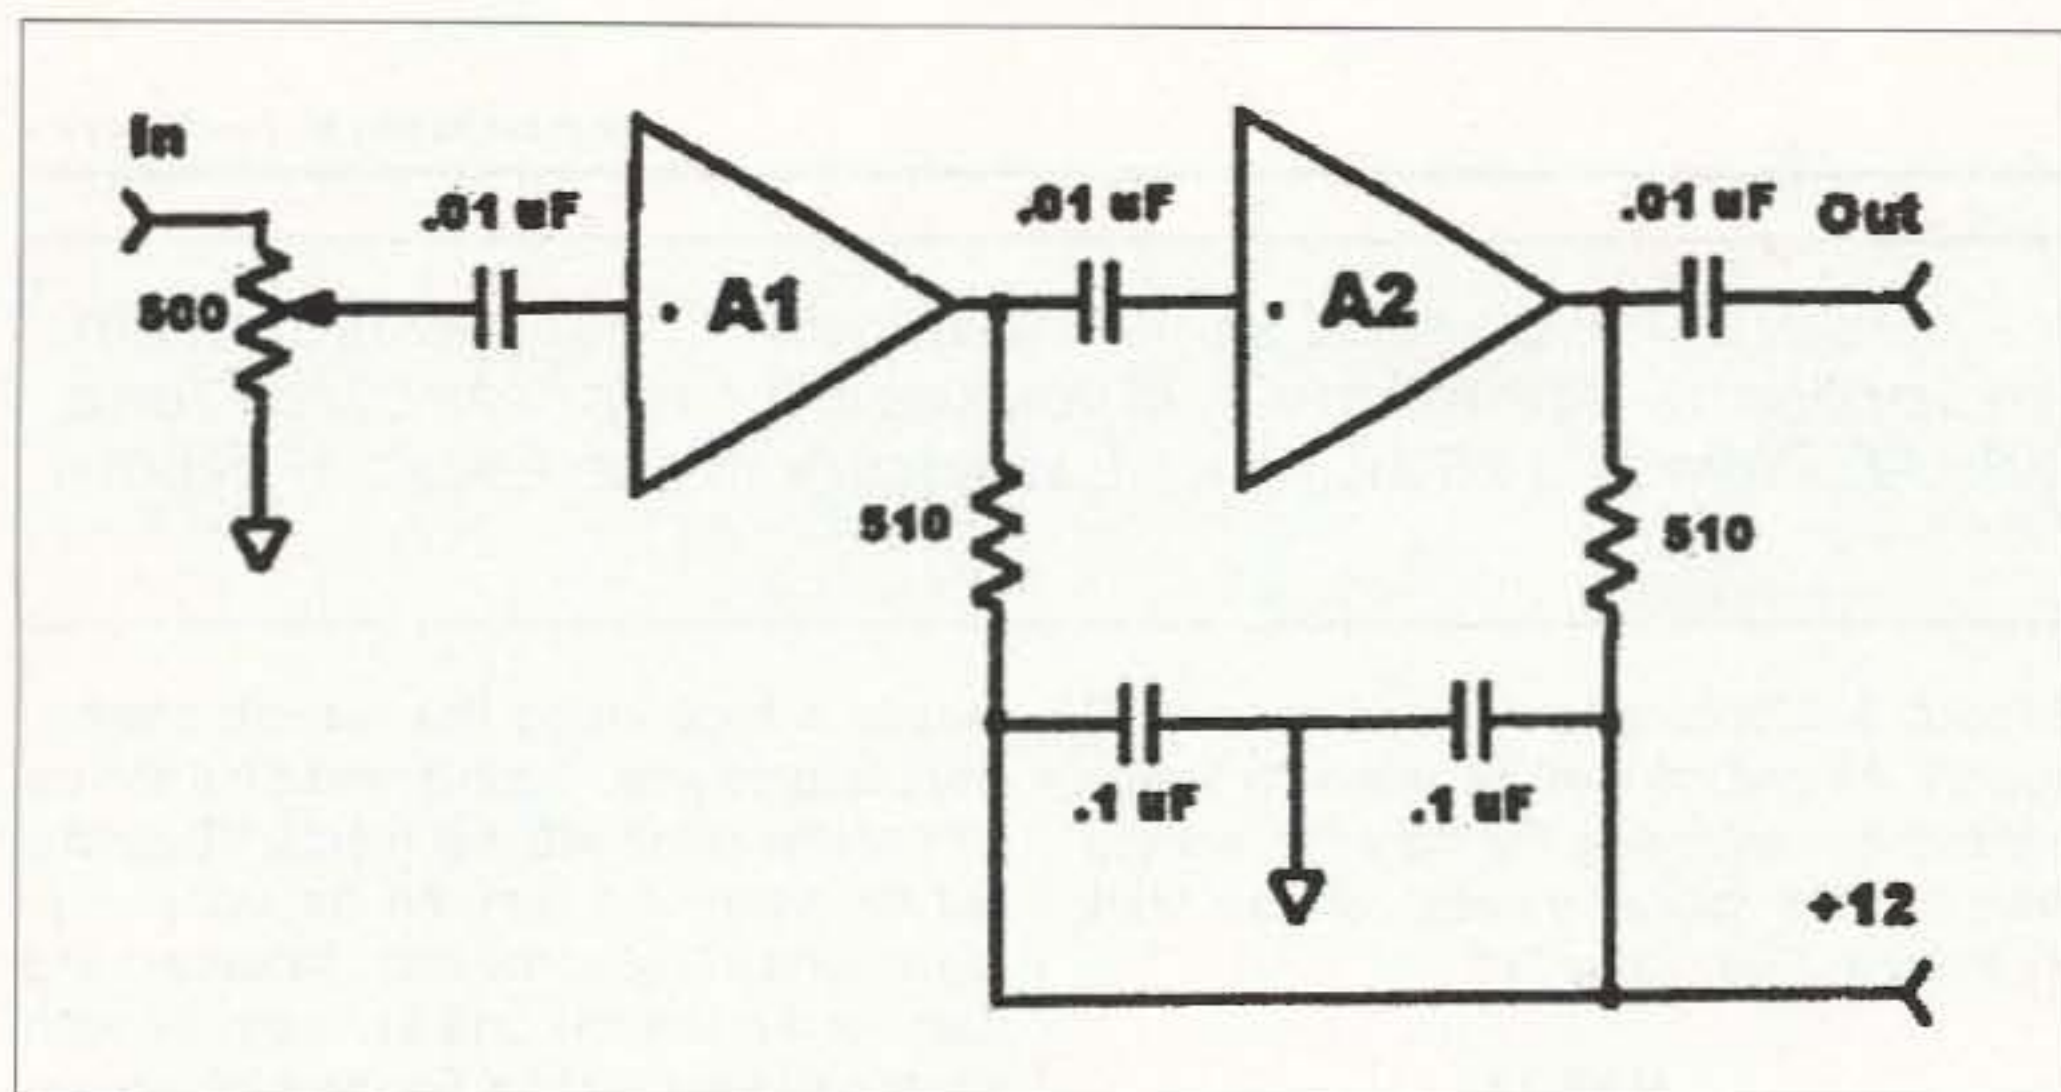 In
.01 uF
.01 uF
.01 uF
Out
500
. A1
. A2
510
510
.1 uF
.1 uF
+12